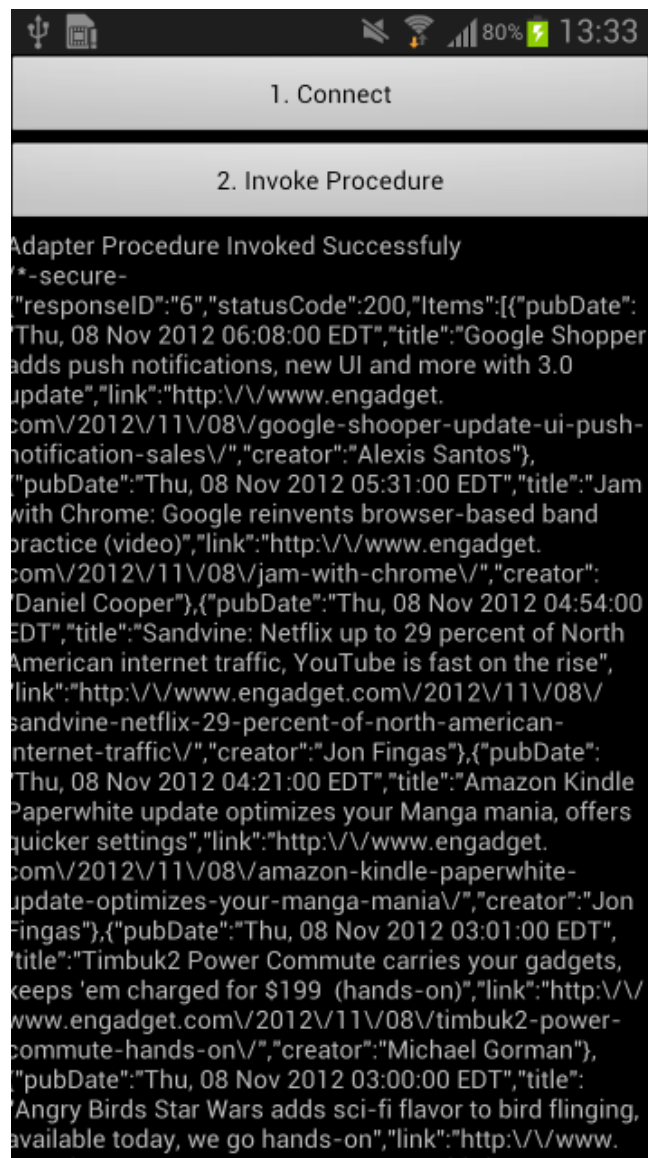 80% 13:33
1. Connect
2. Invoke Procedure
Adapter Procedure Invoked Successfuly
/*-secure-
{"responseID":"6","statusCode":200,"Items":[{"pubDate":
"Thu, 08 Nov 2012 06:08:00 EDT","title":"Google Shopper
adds push notifications, new UI and more with 3.0
update","link":"http:\/\/www.engadget.
com\/2012\/11\/08\/google-shooper-update-ui-push-
notification-sales\/","creator":"Alexis Santos"},
{"pubDate":"Thu, 08 Nov 2012 05:31:00 EDT","title":"Jam
with Chrome: Google reinvents browser-based band
practice (video)","link":"http:\/\/www.engadget.
com\/2012\/11\/08\/jam-with-chrome\/","creator":
"Daniel Cooper"},{"pubDate":"Thu, 08 Nov 2012 04:54:00
EDT","title":"Sandvine: Netflix up to 29 percent of North
American internet traffic, YouTube is fast on the rise",
"link":"http:\/\/www.engadget.com\/2012\/11\/08\/
sandvine-netflix-29-percent-of-north-american-
internet-traffic\/","creator":"Jon Fingas"},{"pubDate":
"Thu, 08 Nov 2012 04:21:00 EDT","title":"Amazon Kindle
Paperwhite update optimizes your Manga mania, offers
quicker settings","link":"http:\/\/www.engadget.
com\/2012\/11\/08\/amazon-kindle-paperwhite-
update-optimizes-your-manga-mania\/","creator":"Jon
Fingas"},{"pubDate":"Thu, 08 Nov 2012 03:01:00 EDT",
"title":"Timbuk2 Power Commute carries your gadgets,
keeps 'em charged for $199  (hands-on)","link":"http:\/\/
www.engadget.com\/2012\/11\/08\/timbuk2-power-
commute-hands-on\/","creator":"Michael Gorman"},
{"pubDate":"Thu, 08 Nov 2012 03:00:00 EDT","title":
"Angry Birds Star Wars adds sci-fi flavor to bird flinging,
available today, we go hands-on","link":"http:\/\/www.